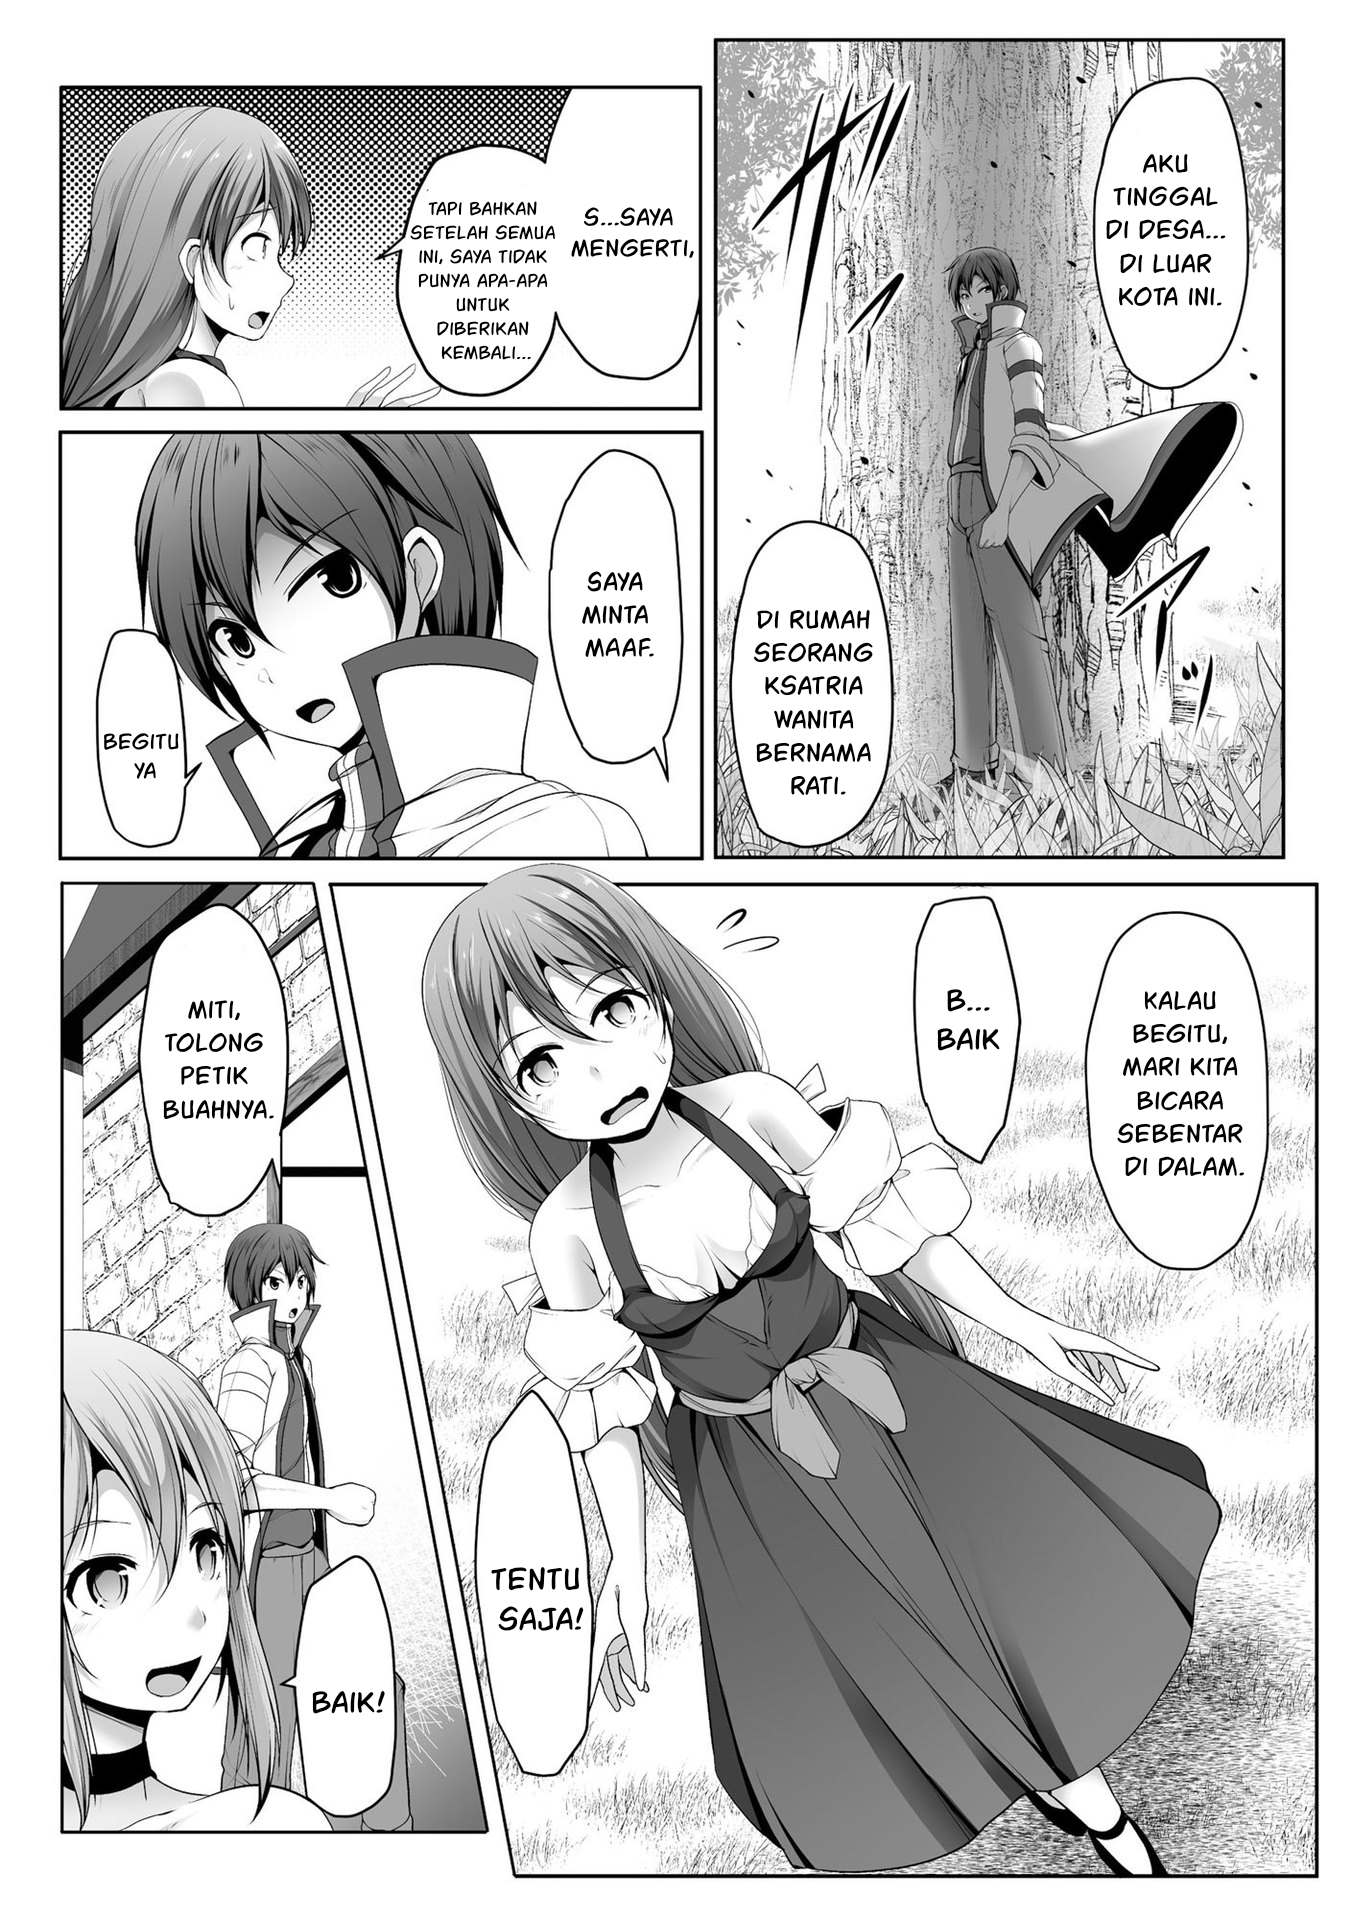 AKU
TINGGAL
DI DESA...
DI LUAR
KOTA INI.
DI RUMAH
SEORANG
KSATRIA
WANITA
BERNAMA
RATI.
S...SAYA
MENGERTI,
TAPI BAHKAN
SETELAH SEMUA
INI, SAYA TIDAK
PUNYA APA-APA
UNTUK
DIBERIKAN
KEMBALI...
SAYA
MINTA
MAAF.
BEGITU
YA
KALAU
BEGITU,
MARI KITA
BICARA
SEBENTAR
DI DALAM.
B...
BAIK
TENTU
SAJA!
MITI,
TOLONG
PETIK
BUAHNYA.
BAIK!